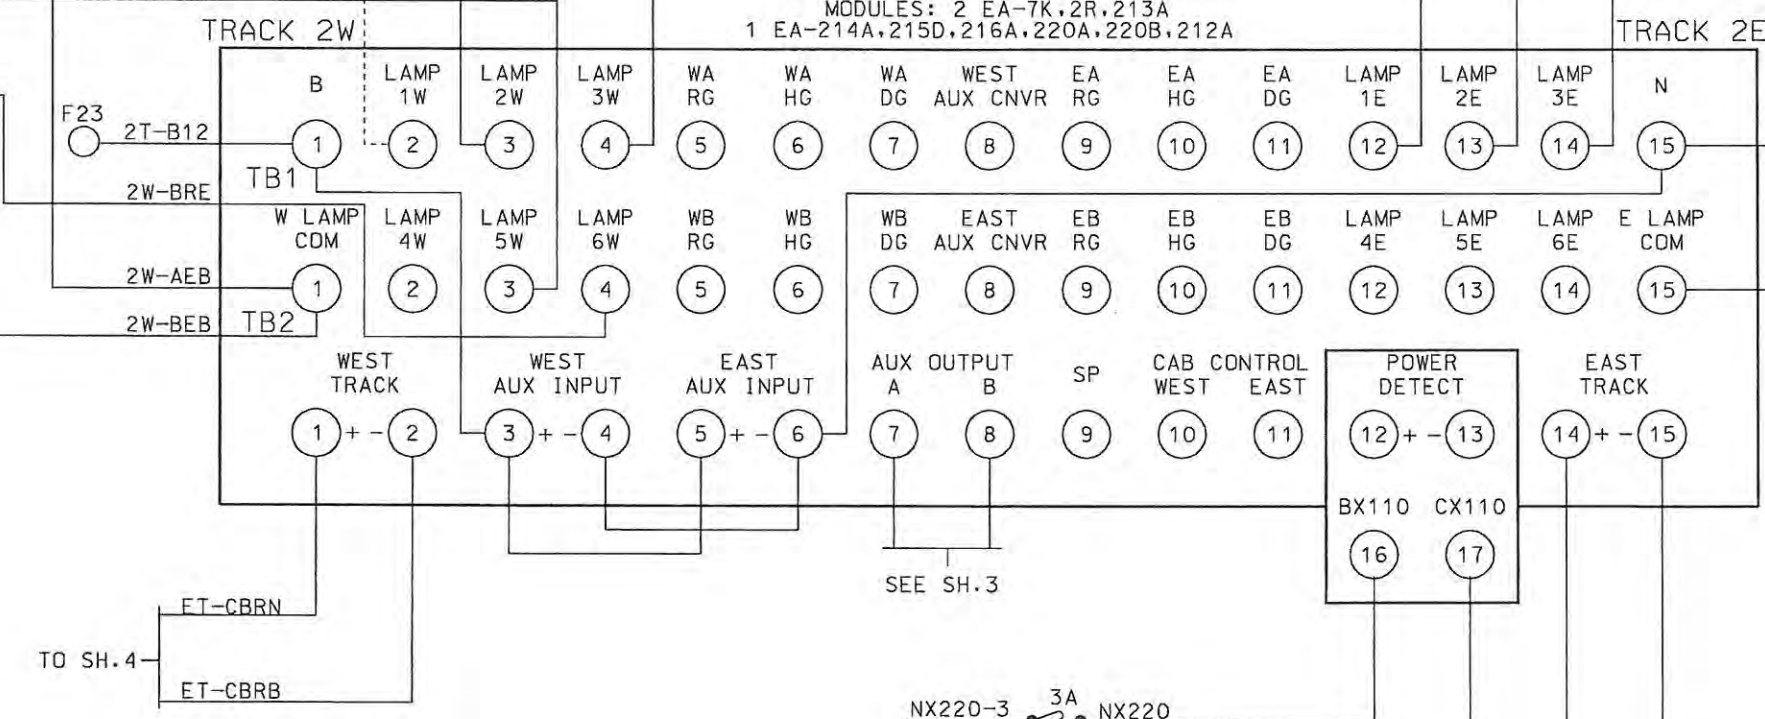 MODULES: 2 EA-7K,2R,213A
TRACK 2W 1 EA-214A,215D,216A,220A,220B,212A TRACK 2E
B LAMP LAMP LAMP WA WA WA WEST EA EA EA LAMP LAMP LAMP N
1W 2W 3W RG HG DG AUX CNVR RG HG DG 1E 2E 3E
F23
2T-B12 1 2 3 4 5 6 7 8 9 10 11 12 13 14 15
TB1
2W-BRE
W LAMP LAMP LAMP LAMP WB WB WB EAST EB EB EB LAMP LAMP LAMP E LAMP
COM 4W 5W 6W RG HG DG AUX CNVR RG HG DG 4E 5E 6E COM
2W-AEB 1 2 3 4 5 6 7 8 9 10 11 12 13 14 15
2W-BEB TB2
WEST WEST EAST AUX OUTPUT SP CAB CONTROL POWER EAST
TRACK AUX INPUT AUX INPUT A B WEST EAST DETECT TRACK
1 + - 2 3 + - 4 5 + - 6 7 8 9 10 11 12 + - 13 14 + - 15
BX110 CX110
16 17
SEE SH.3
ET-CBRN
TO SH.4
ET-CBRB
NX220-3 3A NX220